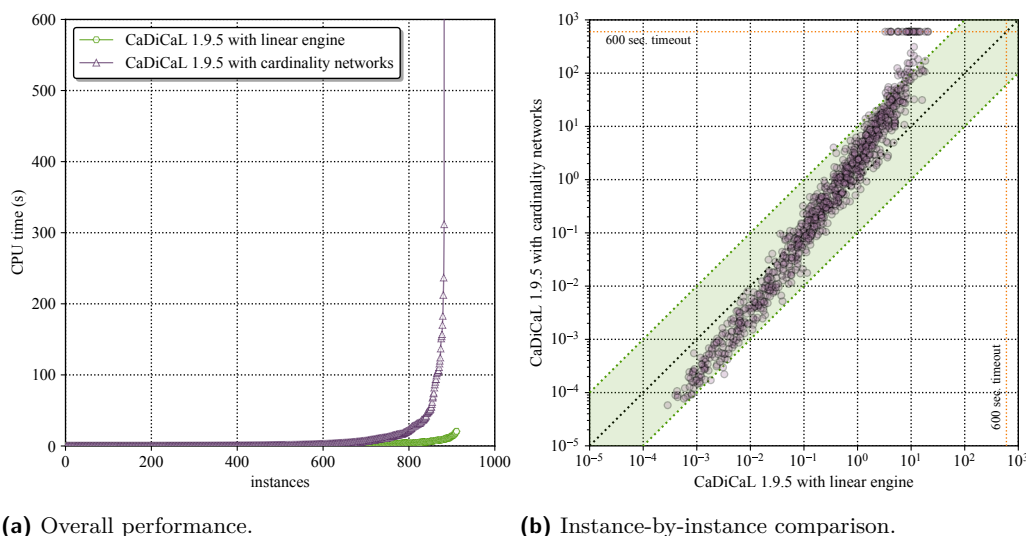 600
500
400
300
200
100
0
CPU time (s)
0 200 400 600 800 1000
instances
CaDiCaL 1.9.5 with linear engine
CaDiCaL 1.9.5 with cardinality networks
(a) Overall performance.
10³
10²
10¹
10⁰
10⁻¹
10⁻²
10⁻³
10⁻⁴
10⁻⁵
CaDiCaL 1.9.5 with cardinality networks
600 sec. timeout
600 sec. timeout
10⁻⁵ 10⁻⁴ 10⁻³ 10⁻² 10⁻¹ 10⁰ 10¹ 10² 10³
CaDiCaL 1.9.5 with linear engine
(b) Instance-by-instance comparison.